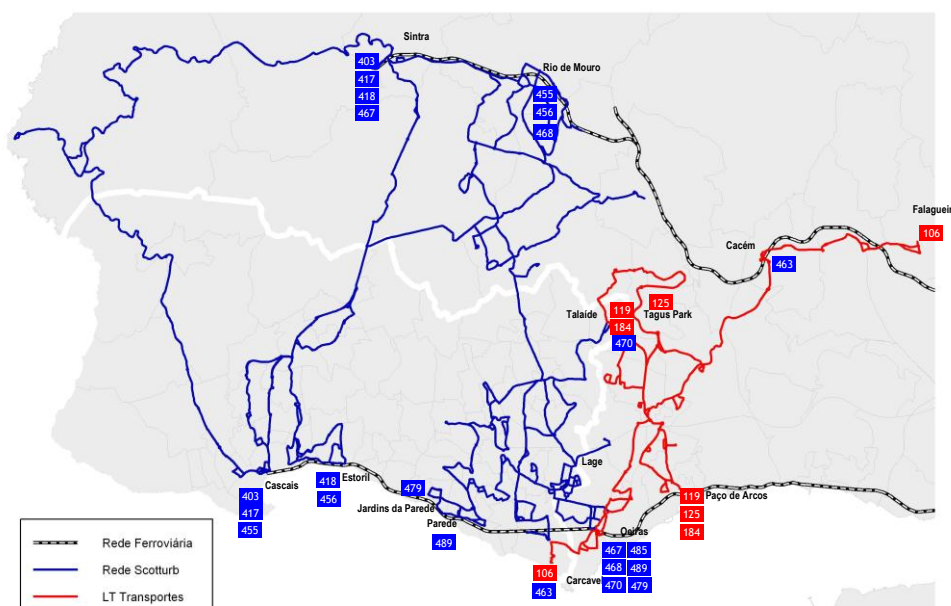 Sintra
403
417
418
467
Rio de Mouro
455
456
468
Falagueir
106
Cacém
463
Talaíde
119
184
470
125
Tagus Park
Lage
Cascais
403
417
455
Estoril
418
456
479
Jardins da Parede
Parede
489
106
463
Carcave
Oeiras
467 485
468 489
470 479
119
125
184
Paço de Arcos
Rede Ferroviária
Rede Scotturb
LT Transportes